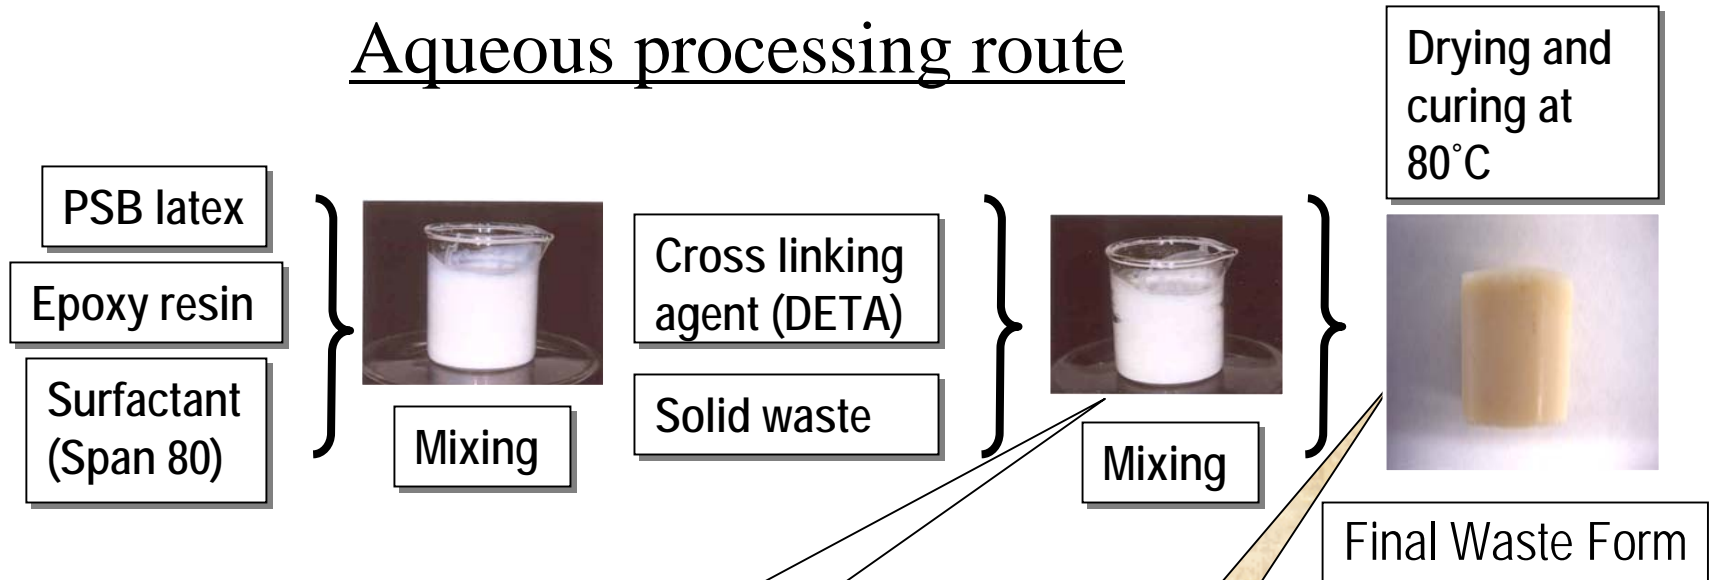 Aqueous processing route
PSB latex
Epoxy resin
Surfactant
(Span 80)
Mixing
Cross linking
agent (DETA)
Solid waste
Mixing
Drying and
curing at
80˚C
Final Waste Form